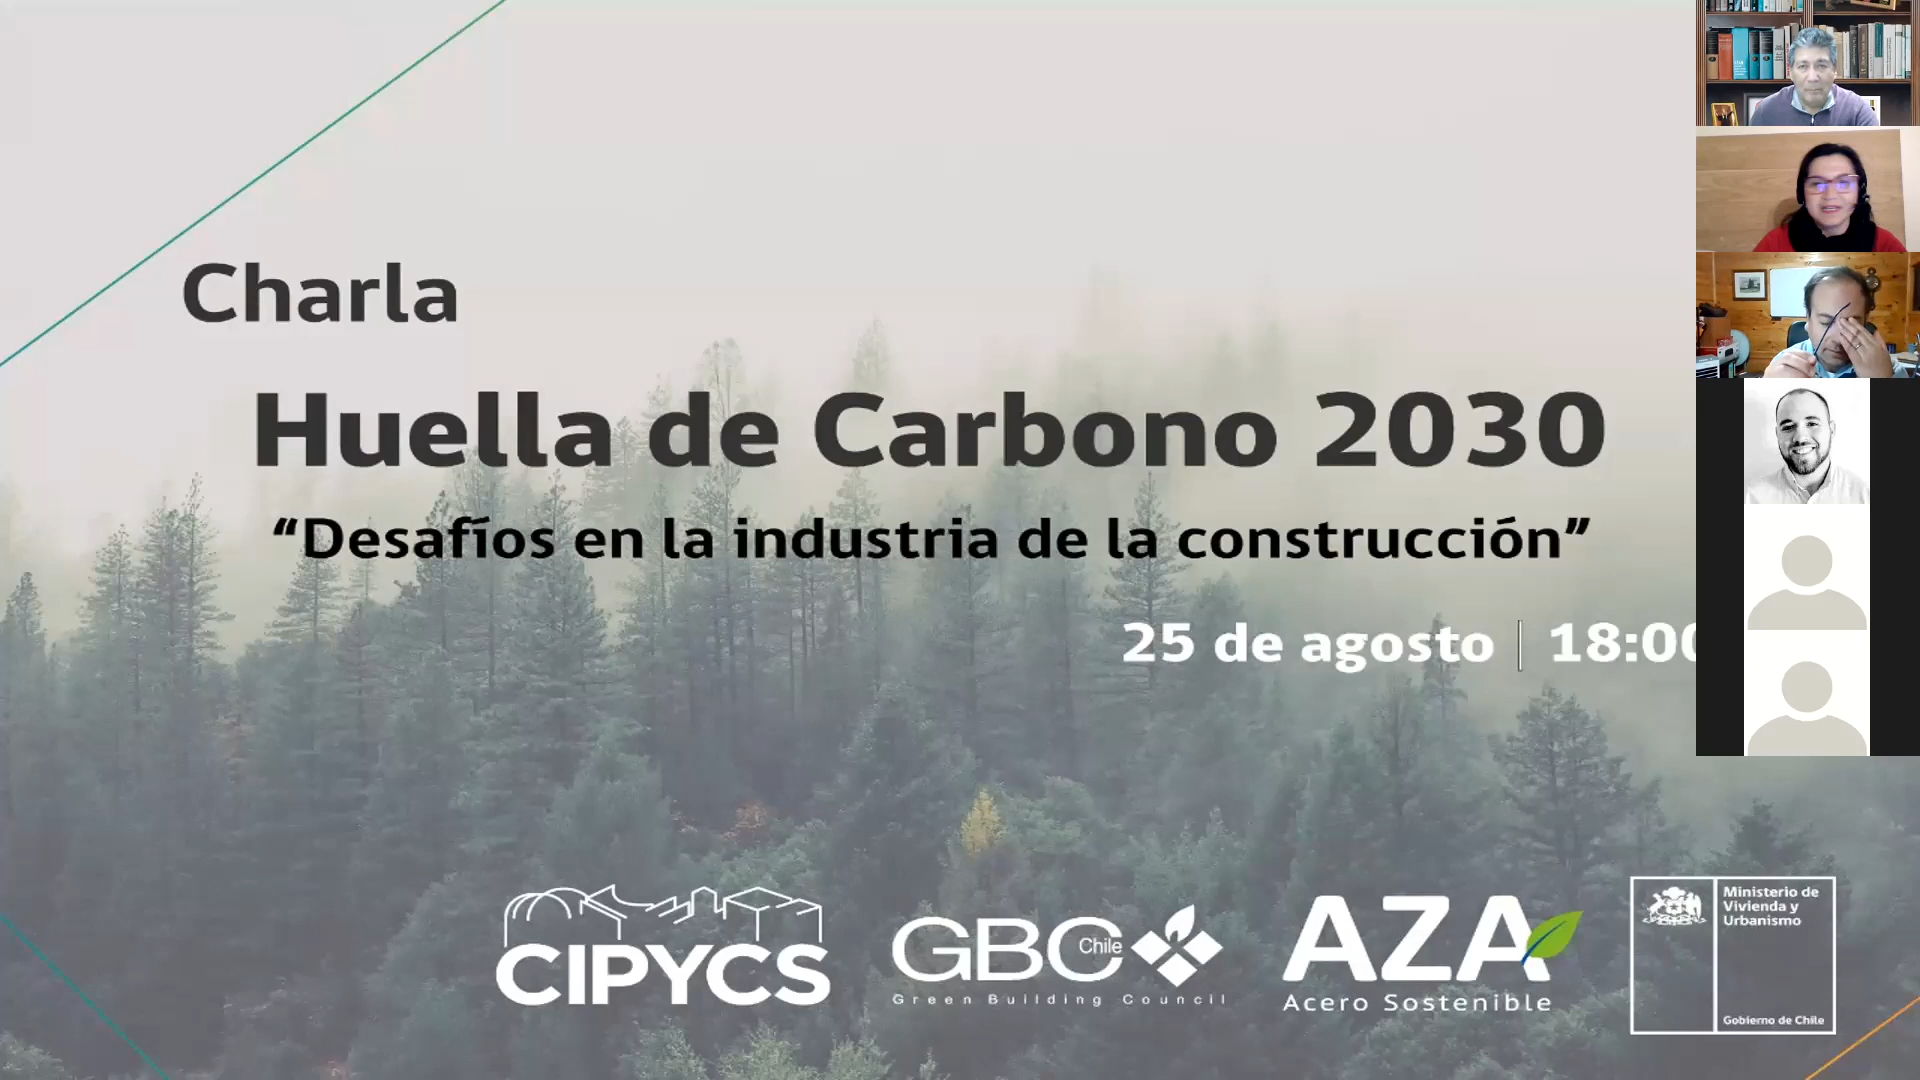 Charla
Huella de Carbono 2030
“Desafíos en la industria de la construcción”
25 de agosto | 18:00
CIPYCS
GBC Chile
Green Building Council
AZA
Acero Sostenible
Ministerio de
Vivienda y
Urbanismo
Gobierno de Chile